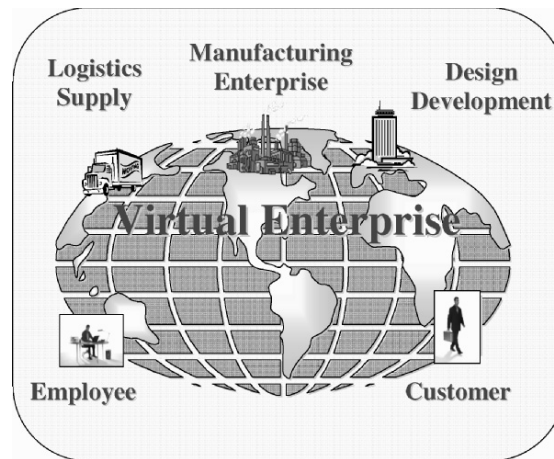 Manufacturing
Enterprise
Logistics
Supply
Design
Development
Virtual Enterprise
Employee
Customer